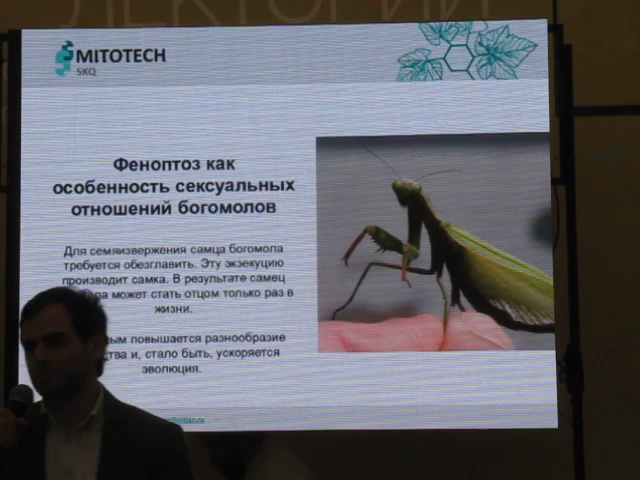 ЛЕКТОРИЙ
MITOTECH
SKQ
Феноптоз как
особенность сексуальных
отношений богомолов
Для семяизвержения самца богомола
требуется обезглавить. Эту экзекуцию
производит самка. В результате самец
может стать отцом только раз в
жизни.
повышается разнообразие
и, стало быть, ускоряется
эволюция.